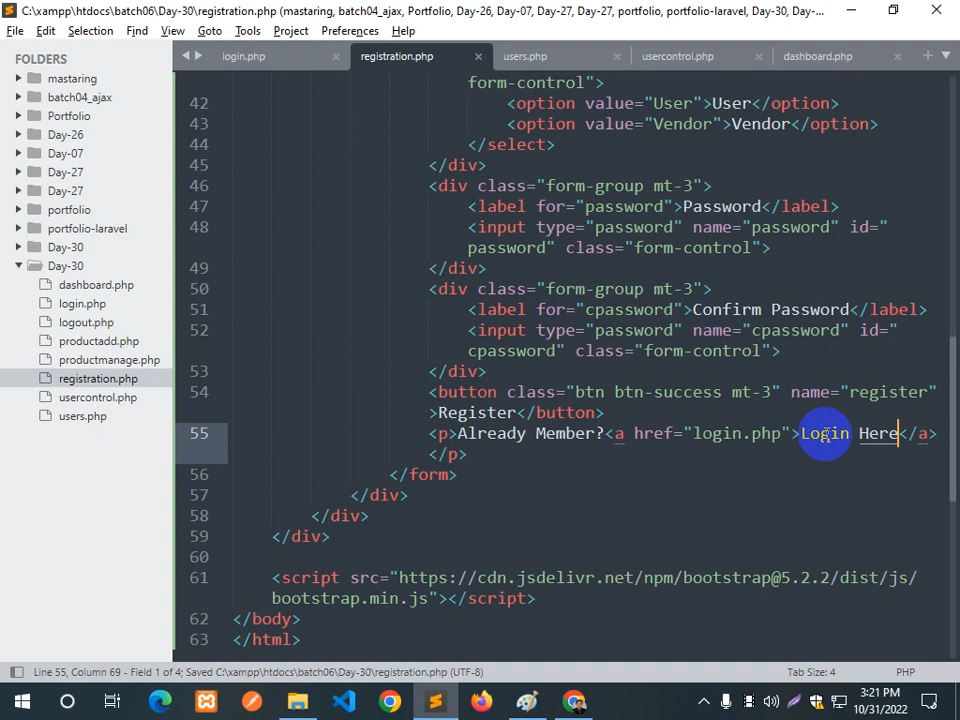 C:\xampp\htdocs\batch06\Day-30\registration.php (mastaring, batch04_ajax, Portfolio, Day-26, Day-07, Day-27, Day-27, portfolio, portfolio-laravel, Day-30, Day-...
File Edit Selection Find View Goto Tools Project Preferences Help
FOLDERS
mastaring
batch04_ajax
Portfolio
Day-26
Day-07
Day-27
Day-27
portfolio
portfolio-laravel
Day-30
Day-30
dashboard.php
login.php
logout.php
productadd.php
productmanage.php
registration.php
usercontrol.php
users.php
login.php registration.php users.php usercontrol.php dashboard.php
form-control">
42 <option value="User">User</option>
43 <option value="Vendor">Vendor</option>
44 </select>
45 </div>
46 <div class="form-group mt-3">
47 <label for="password">Password</label>
48 <input type="password" name="password" id="
password" class="form-control">
49 </div>
50 <div class="form-group mt-3">
51 <label for="cpassword">Confirm Password</label>
52 <input type="password" name="cpassword" id="
cpassword" class="form-control">
53 </div>
54 <button class="btn btn-success mt-3" name="register"
>Register</button>
55 <p>Already Member?<a href="login.php">Login Here</a>
</p>
56 </form>
57 </div>
58 </div>
59 </div>
60
61 <script src="https://cdn.jsdelivr.net/npm/bootstrap@5.2.2/dist/js/
bootstrap.min.js"></script>
62 </body>
63 </html>
Line 55, Column 69 - Field 1 of 4; Saved C:\xampp\htdocs\batch06\Day-30\registration.php (UTF-8)
Tab Size: 4
PHP
3:21 PM
10/31/2022